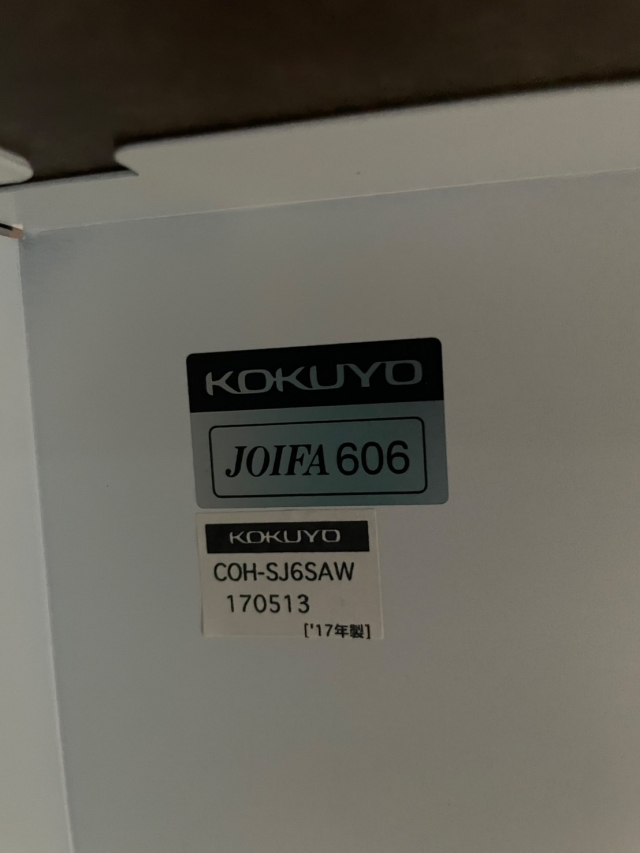 KOKUYO
JOIFA 606
KOKUYO
COH-SJ6SAW
170513
['17年製]